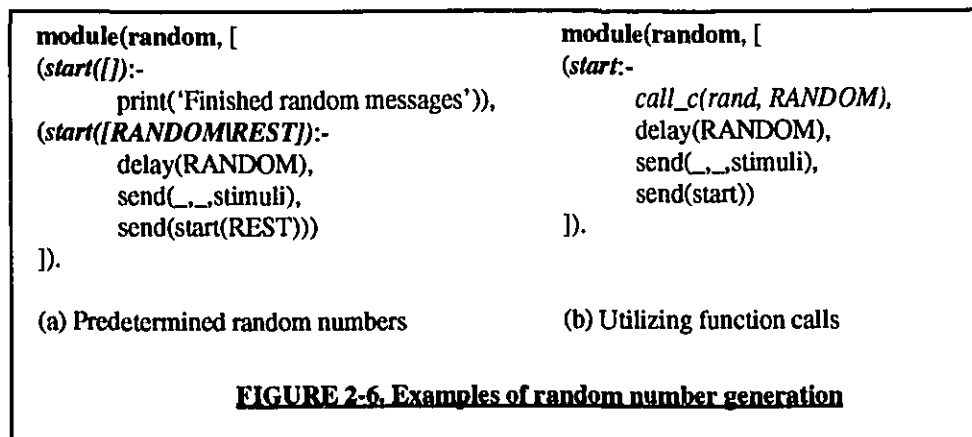 module(random, [
(start([]):-
print('Finished random messages')),
(start([RANDOM|REST]):-
delay(RANDOM),
send(_,_,stimuli),
send(start(REST)))
]).
(a) Predetermined random numbers
module(random, [
(start:-
call_c(rand, RANDOM),
delay(RANDOM),
send(_,_,stimuli),
send(start))
]).
(b) Utilizing function calls
FIGURE 2-6. Examples of random number generation